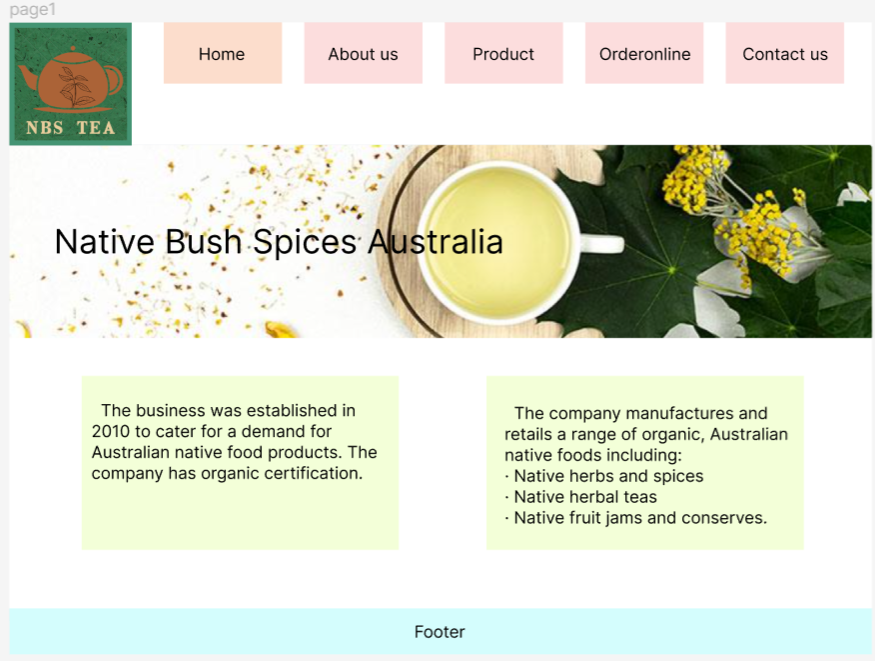 page1
NBS TEA
Home
About us
Product
Orderonline
Contact us
Native Bush Spices Australia
The business was established in
2010 to cater for a demand for
Australian native food products. The
company has organic certification.
The company manufactures and
retails a range of organic, Australian
native foods including:
· Native herbs and spices
· Native herbal teas
· Native fruit jams and conserves.
Footer